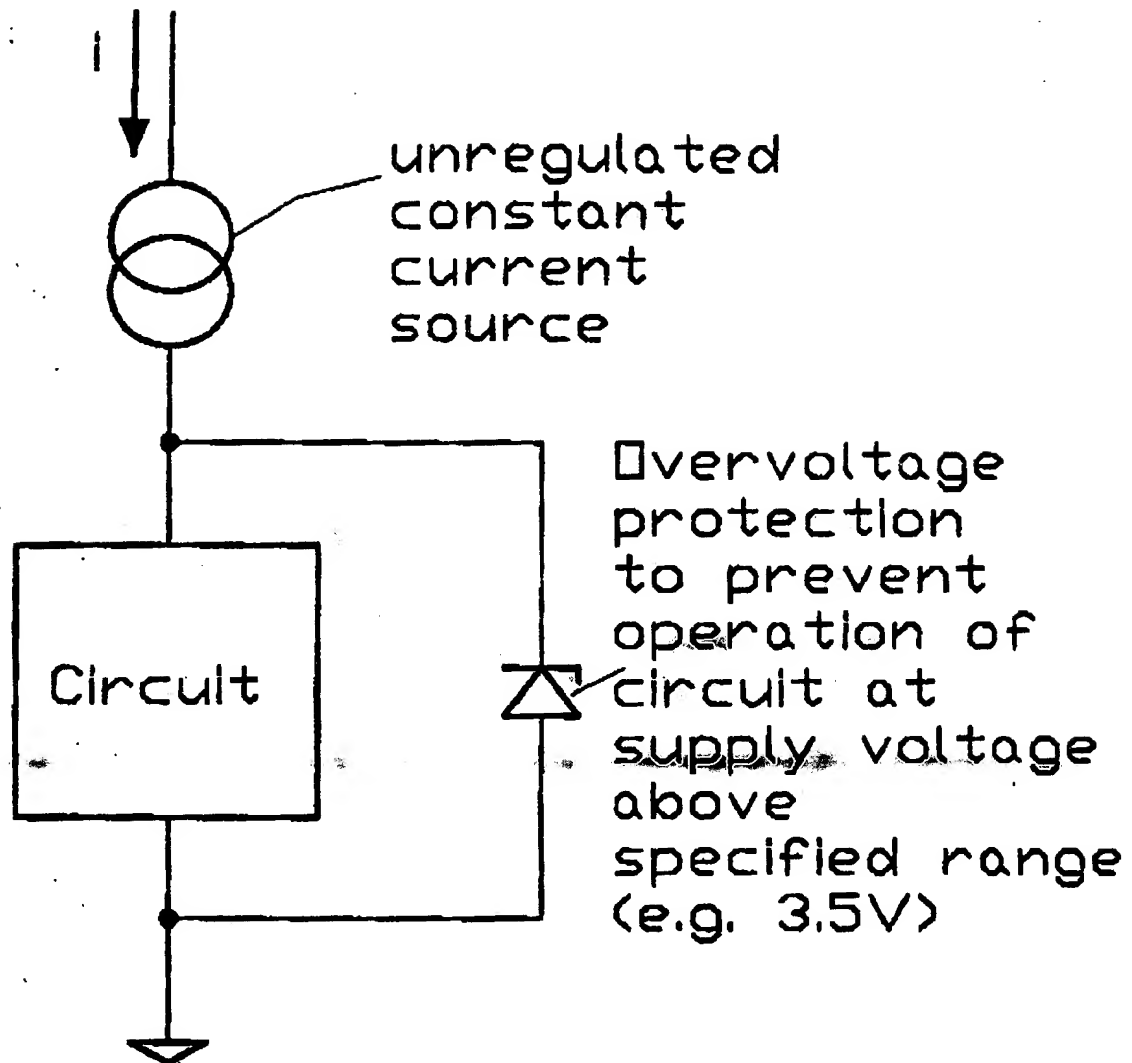 i
unregulated
constant
current
source
Overvoltage
protection
to prevent
operation of
circuit at
supply voltage
above
specified range
(e.g. 3.5V)
Circuit